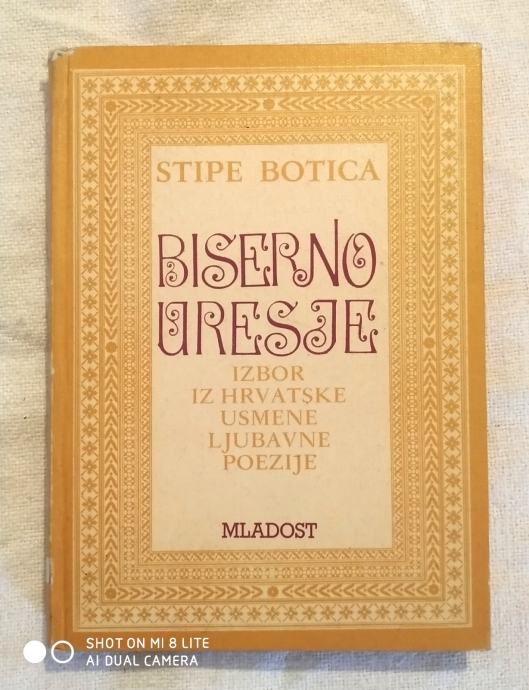 STIPE BOTICA
BISERNO
URESJE
IZBOR
IZ HRVATSKE
USMENE
LJUBAVNE
POEZIJE
MLADOST
SHOT ON MI 8 LITE
AI DUAL CAMERA